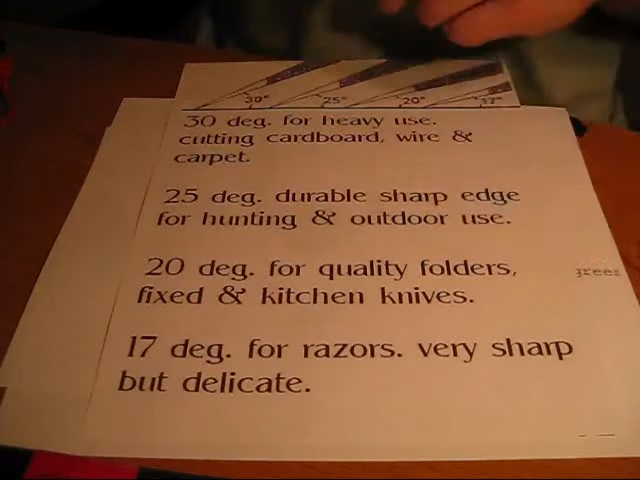 30° 25° 20° 17°
30 deg. for heavy use.
cutting cardboard, wire &
carpet.
25 deg. durable sharp edge
for hunting & outdoor use.
20 deg. for quality folders,
fixed & kitchen knives.
17 deg. for razors. very sharp
but delicate.